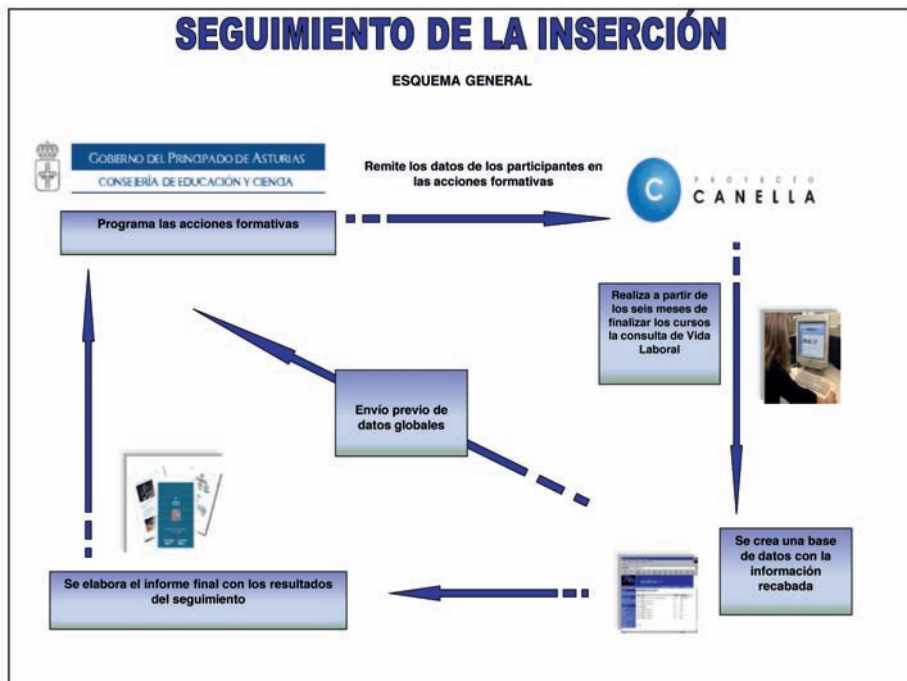 SEGUIMIENTO DE LA INSERCIÓN
ESQUEMA GENERAL
GOBIERNO DEL PRINCIPADO DE ASTURIAS
CONSEJERÍA DE EDUCACIÓN Y CIENCIA
Remite los datos de los participantes en
las acciones formativas
C
PROYECTO
CANELLA
Programa las acciones formativas
Realiza a partir de
los seis meses de
finalizar los cursos
la consulta de Vida
Laboral
Envío previo de
datos globales
Se crea una base
de datos con la
información
recabada
Se elabora el informe final con los resultados
del seguimiento